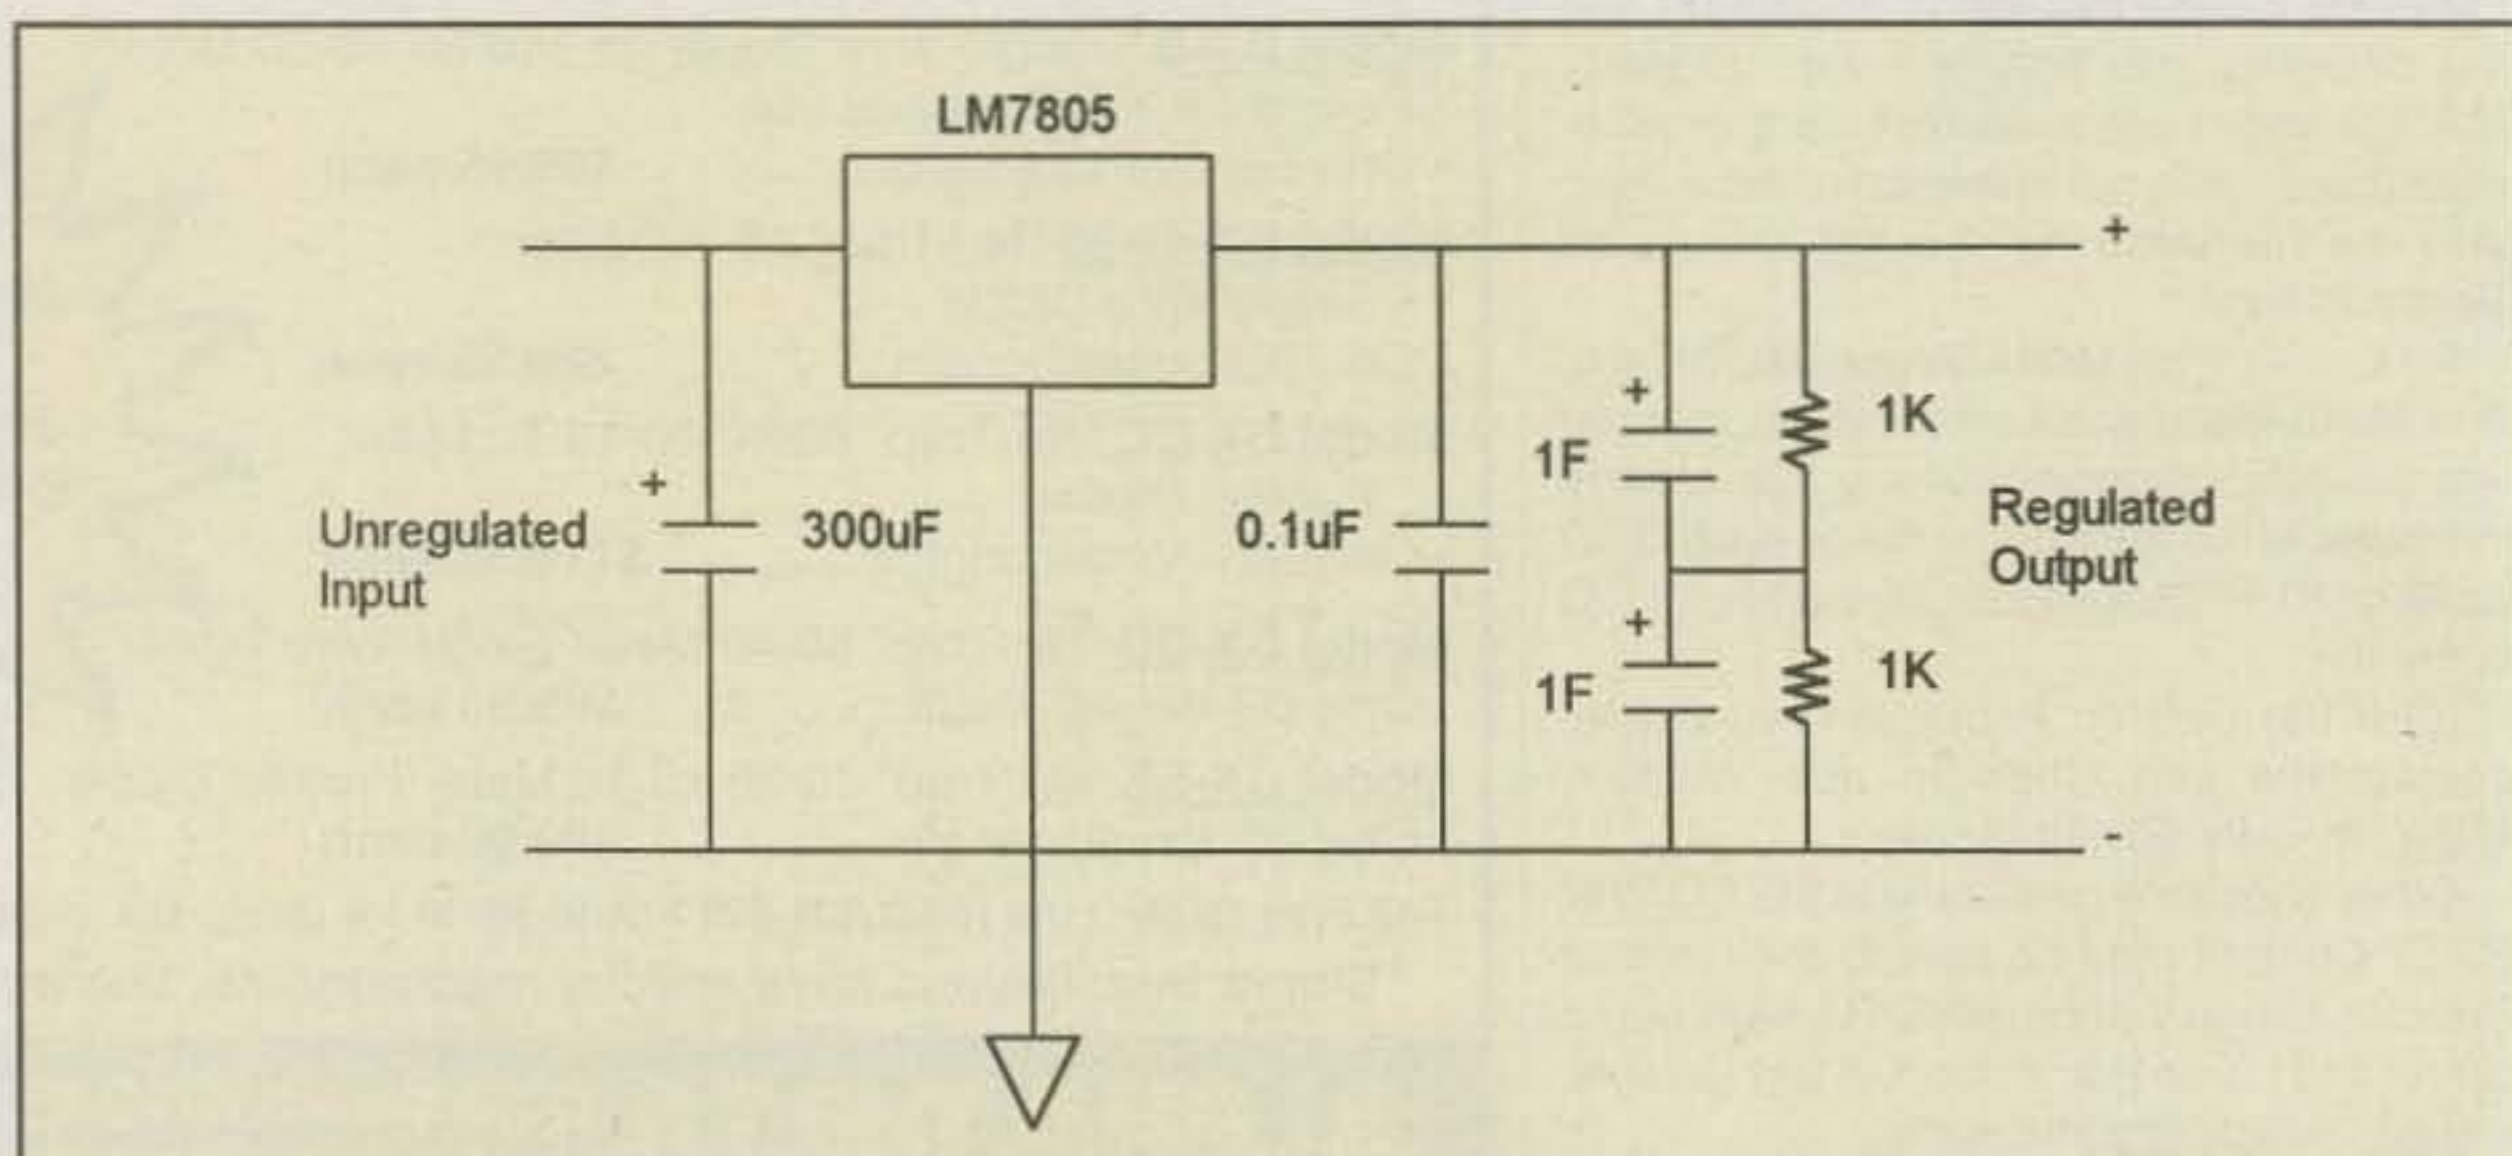 LM7805
+
+
1K
1F
Unregulated
Input
+
300uF
0.1uF
Regulated
Output
+
1F
1K
-